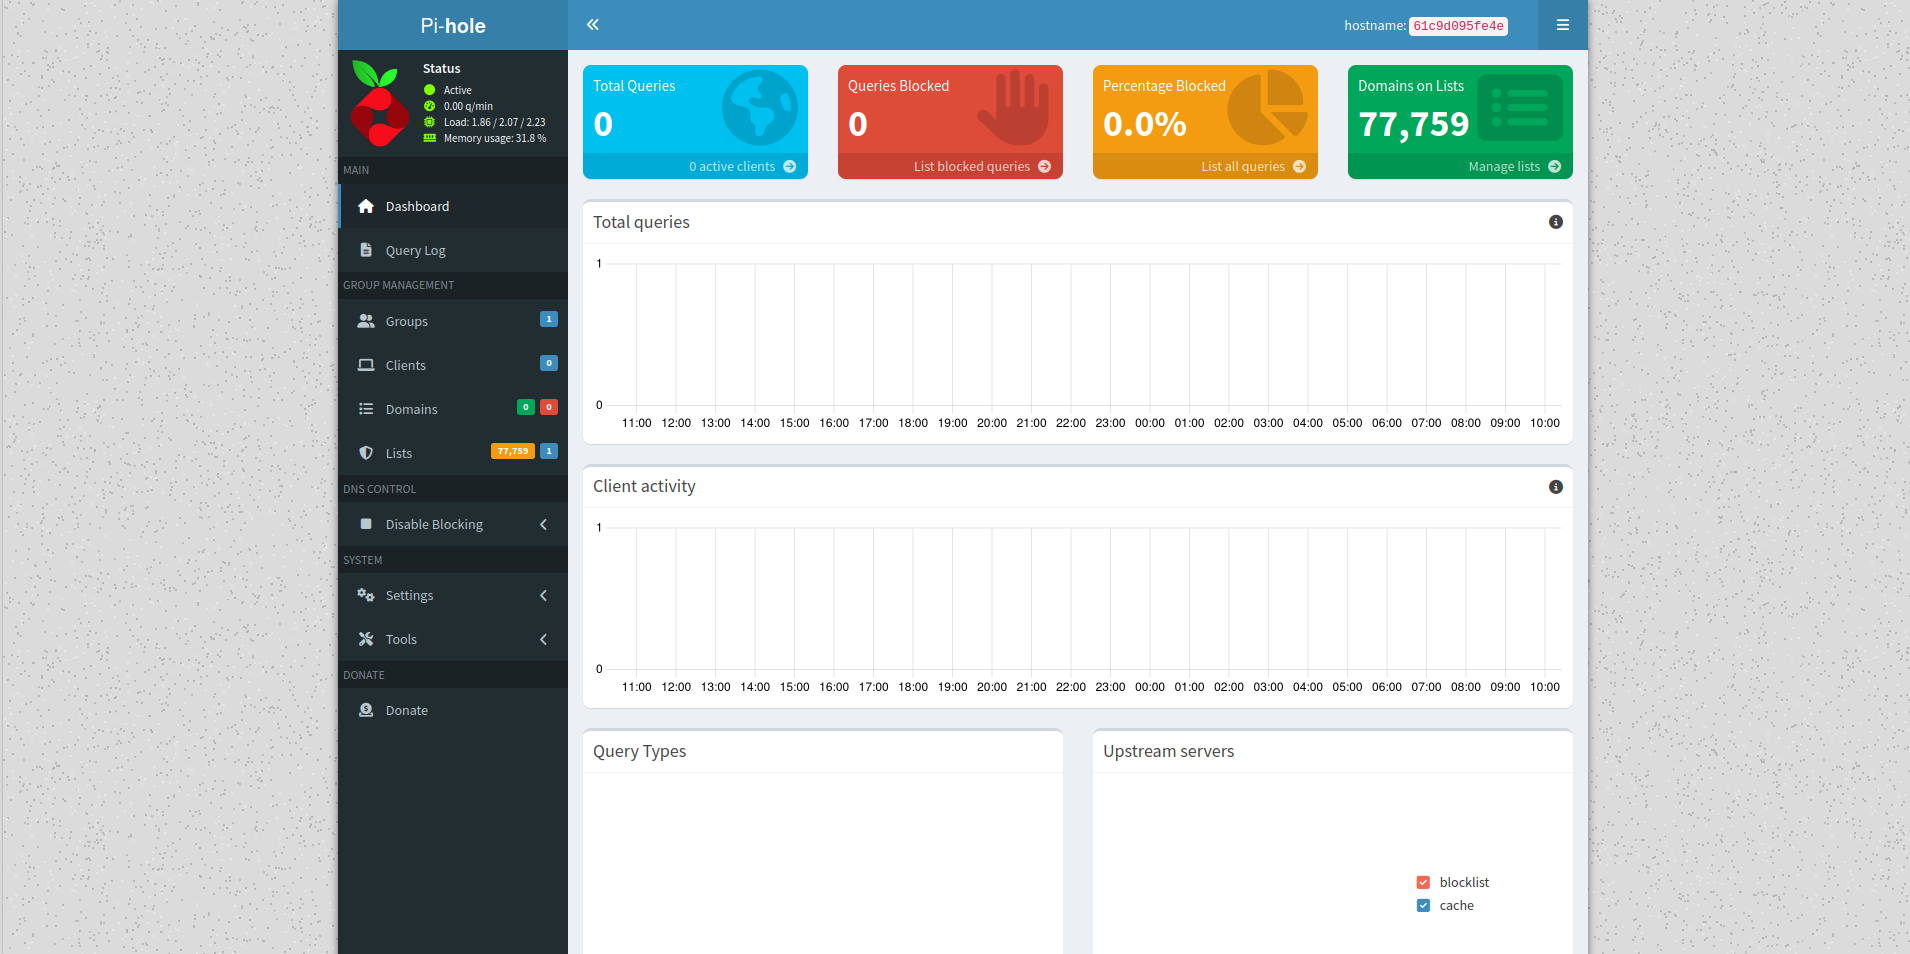 Pi-hole
hostname: 61c9d095fe4e
Status
Active
0.00 q/min
Load: 1.86 / 2.07 / 2.23
Memory usage: 31.8 %
MAIN
Dashboard
Query Log
GROUP MANAGEMENT
Groups 1
Clients 0
Domains 0 0
Lists 77,759 1
DNS CONTROL
Disable Blocking
SYSTEM
Settings
Tools
DONATE
Donate
Total Queries
0
0 active clients
Queries Blocked
0
List blocked queries
Percentage Blocked
0.0%
List all queries
Domains on Lists
77,759
Manage lists
Total queries
1
0
11:00 12:00 13:00 14:00 15:00 16:00 17:00 18:00 19:00 20:00 21:00 22:00 23:00 00:00 01:00 02:00 03:00 04:00 05:00 06:00 07:00 08:00 09:00 10:00
Client activity
1
0
11:00 12:00 13:00 14:00 15:00 16:00 17:00 18:00 19:00 20:00 21:00 22:00 23:00 00:00 01:00 02:00 03:00 04:00 05:00 06:00 07:00 08:00 09:00 10:00
Query Types
Upstream servers
blocklist
cache